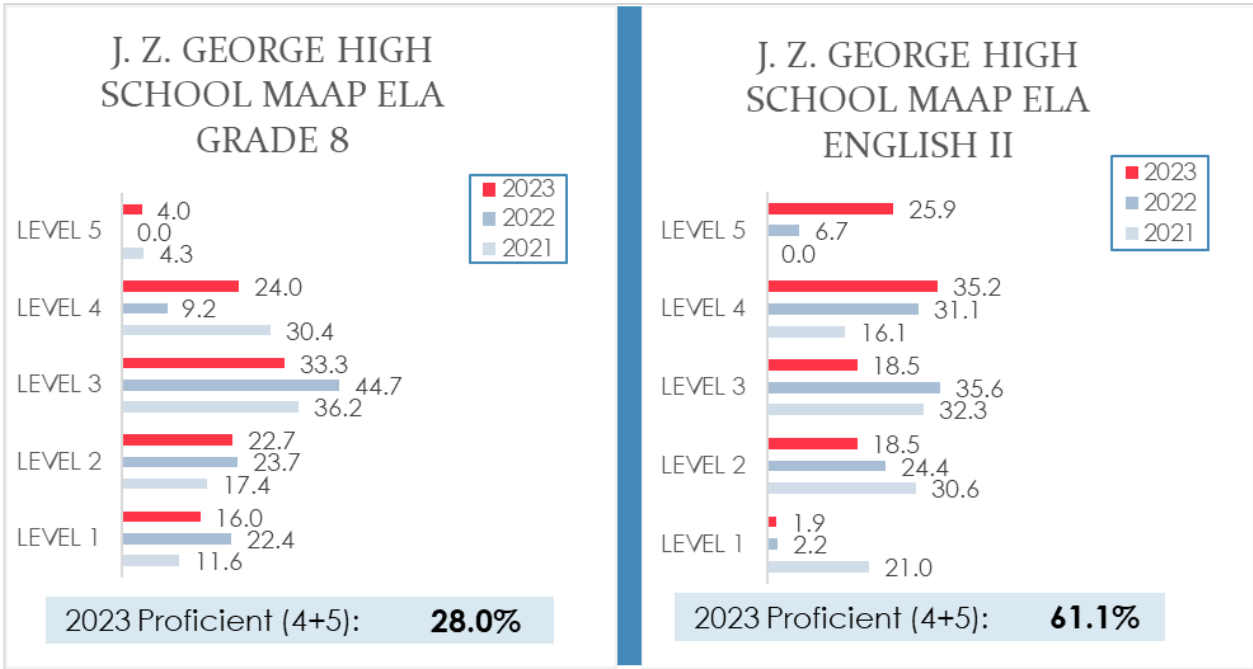 J. Z. GEORGE HIGH
SCHOOL MAAP ELA
GRADE 8
2023
2022
2021
LEVEL 5
4.0
0.0
4.3
LEVEL 4
24.0
9.2
30.4
LEVEL 3
33.3
44.7
36.2
LEVEL 2
22.7
23.7
17.4
LEVEL 1
16.0
22.4
11.6
2023 Proficient (4+5): 28.0%
J. Z. GEORGE HIGH
SCHOOL MAAP ELA
ENGLISH II
2023
2022
2021
LEVEL 5
25.9
6.7
0.0
LEVEL 4
35.2
31.1
16.1
LEVEL 3
18.5
35.6
32.3
LEVEL 2
18.5
24.4
30.6
LEVEL 1
1.9
2.2
21.0
2023 Proficient (4+5): 61.1%